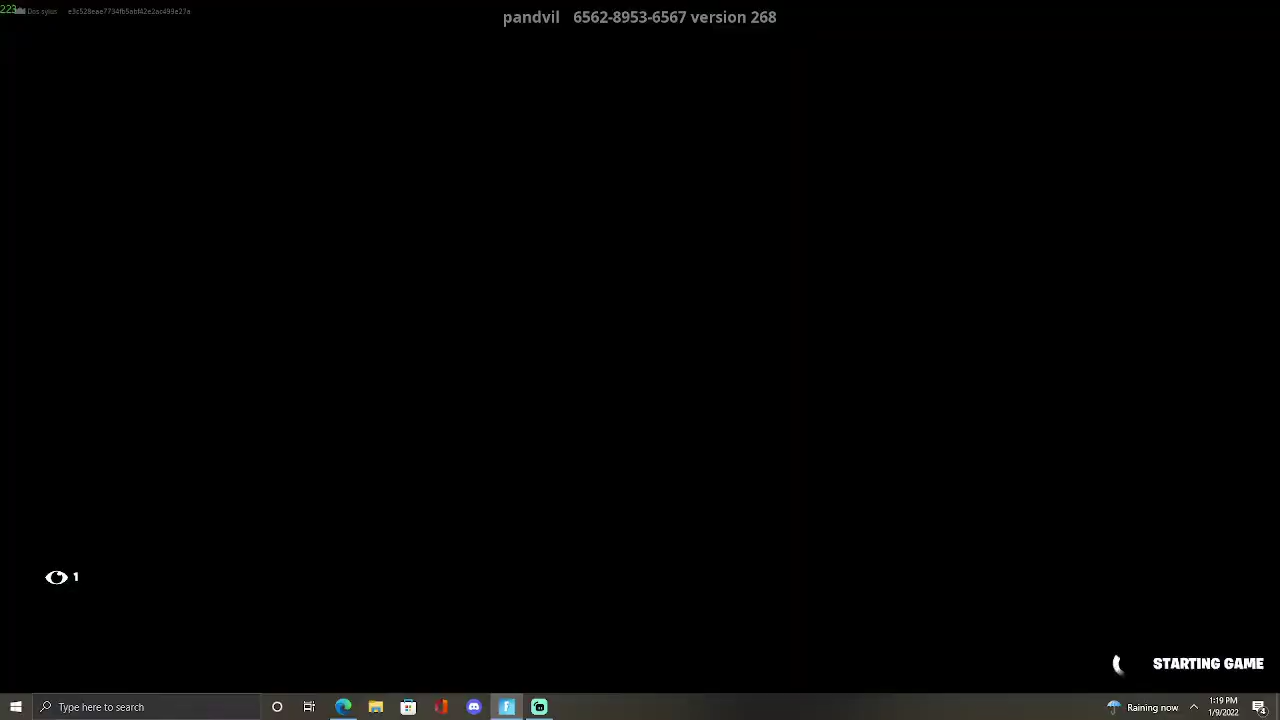 223
pandvil 6562-8953-6567 version 268
1
STARTING GAME
Type here to search
Raining now
1:19 PM
1/9/2022